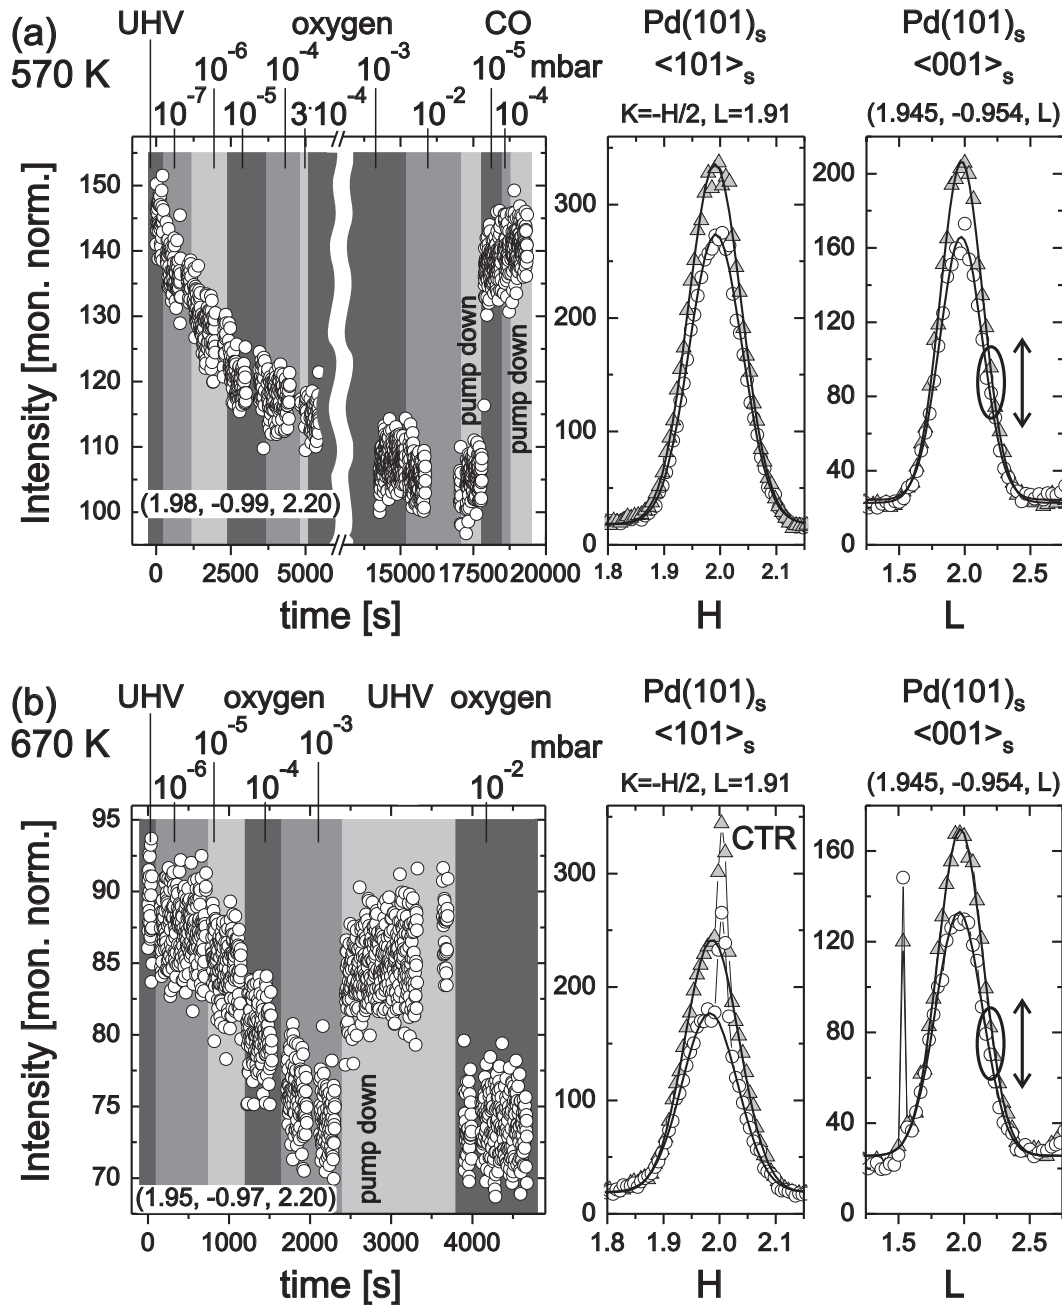 (a) UHV oxygen CO
570 K 10⁻⁶ 10⁻⁴ 10⁻³ 10⁻⁵ mbar
10⁻⁷ 10⁻⁵ 3·10⁻⁴ 10⁻² 10⁻⁴
Intensity [mon. norm.]
150
140
130
120
110
100
pump down
pump down
(1.98, -0.99, 2.20)
0 2500 5000 15000 17500 20000
time [s]
Pd(101)s
<101>s
K=-H/2, L=1.91
300
200
100
0
1.8 1.9 2.0 2.1
H
Pd(101)s
<001>s
(1.945, -0.954, L)
200
160
120
80
40
0
1.5 2.0 2.5
L
(b) UHV oxygen UHV oxygen
670 K 10⁻⁵ 10⁻³ mbar
10⁻⁶ 10⁻⁴ 10⁻²
Intensity [mon. norm.]
95
90
85
80
75
70
pump down
(1.95, -0.97, 2.20)
0 1000 2000 3000 4000
time [s]
Pd(101)s
<101>s
K=-H/2, L=1.91
CTR
300
200
100
0
1.8 1.9 2.0 2.1
H
Pd(101)s
<001>s
(1.945, -0.954, L)
160
120
80
40
0
1.5 2.0 2.5
L